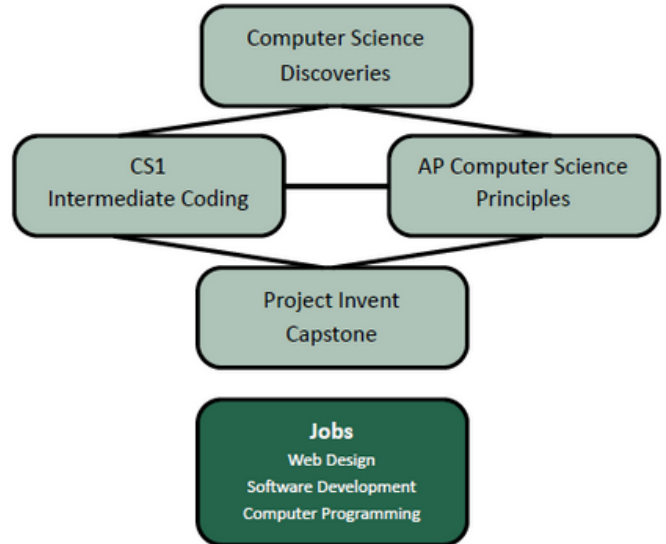 Computer Science
Discoveries
CS1
Intermediate Coding
AP Computer Science
Principles
Project Invent
Capstone
Jobs
Web Design
Software Development
Computer Programming